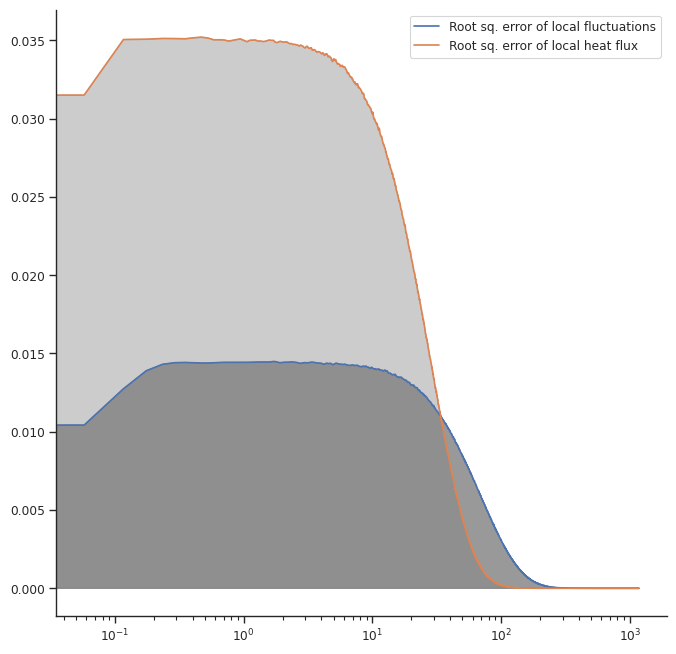 Root sq. error of local fluctuations
Root sq. error of local heat flux
0.035
0.030
0.025
0.020
0.015
0.010
0.005
0.000
10⁻¹ 10⁰ 10¹ 10² 10³